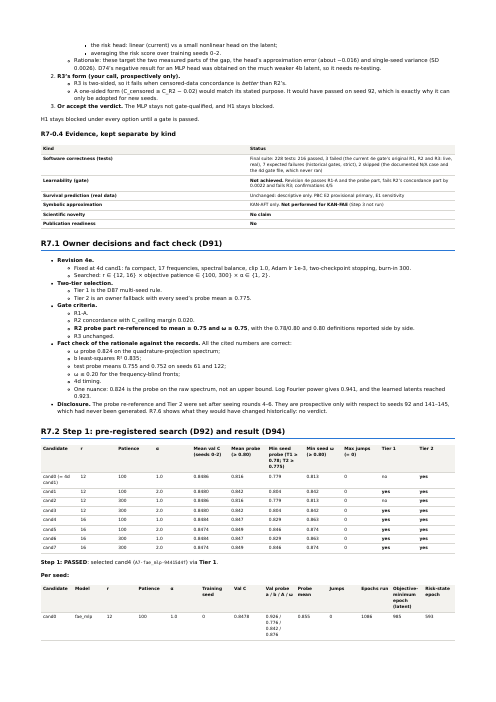 the risk head: linear (current) vs a small nonlinear head on the latent;
averaging the risk score over training seeds 0–2.
Rationale: these target the two measured parts of the gap, the head's approximation error (about −0.016) and single-seed variance (SD
0.0026). D74's negative result for an MLP head was obtained on the much weaker 4b latent, so it needs re-testing.
2. R3's form (your call, prospectively only).
R3 is two-sided, so it fails when censored-data concordance is better than R2's.
A one-sided form (C_censored ≥ C_R2 − 0.02) would match its stated purpose. It would have passed on seed 92, which is exactly why it can
only be adopted for new seeds.
3. Or accept the verdict. The MLP stays not gate-qualified, and H1 stays blocked.
H1 stays blocked under every option until a gate is passed.
R7-0.4 Evidence, kept separate by kind
Kind Status
Software correctness (tests) Final suite: 228 tests: 216 passed, 3 failed (the current 4e gate's original R1, R2 and R3: live,
real), 7 expected failures (historical gates, strict), 2 skipped (the documented N/A case
and the 4d gate file, which never ran)
Learnability (gate) Not achieved. Revision 4e passes R1-A and the probe part, fails R2's concordance part by
0.0022 and fails R3; confirmations 4/5
Survival prediction (real data) Unchanged: descriptive only. PBC S2 provisional primary, E1 sensitivity
Symbolic approximation KAN-AFT only. Not performed for KAN-FAE (Step 3 not run)
Scientific novelty No claim
Publication readiness No
R7.1 Owner decisions and fact check (D91)
Revision 4e.
Fixed at 4d cand1: fa compact, 17 frequencies, spectral balance, clip 1.0, Adam lr 1e-3, two-checkpoint stopping, burn-in 300.
Searched: r ∈ {12, 16} × objective patience ∈ {100, 300} × α ∈ {1, 2}.
Two-tier selection.
Tier 1 is the D87 multi-seed rule.
Tier 2 is an owner fallback with every seed's probe mean ≥ 0.775.
Gate criteria.
R1-A.
R2 concordance with C_ceiling margin 0.020.
R2 probe part re-referenced to mean ≥ 0.75 and ω ≥ 0.75, with the 0.78/0.80 and 0.80 definitions reported side by side.
R3 unchanged.
Fact check of the rationale against the records. All the cited numbers are correct:
ω probe 0.824 on the quadrature-projection spectrum;
b least-squares R² 0.835;
test probe means 0.755 and 0.752 on seeds 61 and 122;
ω ≤ 0.20 for the frequency-blind fronts;
4d timing.
One nuance: 0.824 is the probe on the raw spectrum, not an upper bound. Log Fourier power gives 0.941, and the learned latents reached
0.923.
Disclosure. The probe re-reference and Tier 2 were set after seeing rounds 4–6. They are prospective only with respect to seeds 92 and 141–145,
which had never been generated. R7.6 shows what they would have changed historically: no verdict.
R7.2 Step 1: pre-registered search (D92) and result (D94)
Candidate r Patience α Mean val C (seeds 0-2) Mean probe (≥ 0.80) Min seed probe (T1 ≥ 0.78; T2 ≥ 0.775) Min seed ω (≥ 0.80) Max jumps (= 0) Tier 1 Tier 2
cand0 (= 4d cand1) 12 100 1.0 0.8486 0.816 0.779 0.813 0 no yes
cand1 12 100 2.0 0.8480 0.842 0.804 0.842 0 yes yes
cand2 12 300 1.0 0.8486 0.816 0.779 0.813 0 no yes
cand3 12 300 2.0 0.8480 0.842 0.804 0.842 0 yes yes
cand4 16 100 1.0 0.8484 0.847 0.829 0.863 0 yes yes
cand5 16 100 2.0 0.8474 0.849 0.846 0.874 0 yes yes
cand6 16 300 1.0 0.8484 0.847 0.829 0.863 0 yes yes
cand7 16 300 2.0 0.8474 0.849 0.846 0.874 0 yes yes
Step 1: PASSED: selected cand4 via Tier 1.
Per seed:
Candidate Model r Patience α Training seed Val C Val probe a / b / A / ω Probe mean Jumps Epochs run Objective-minimum epoch (latent) Risk-state epoch
cand0 fae_mlp 12 100 1.0 0 0.8478 0.926 / 0.776 / 0.842 / 0.876 0.855 0 1086 985 593